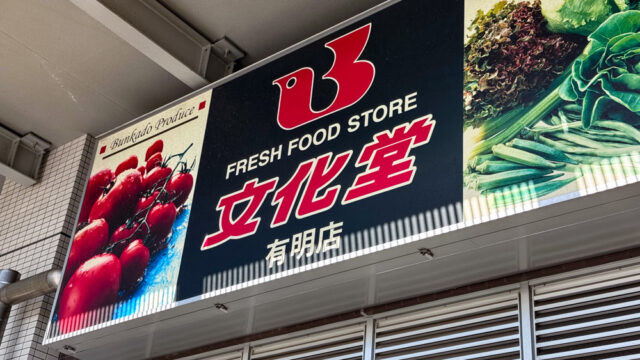 Bunkado Produce
FRESH FOOD STORE
文化堂
有明店